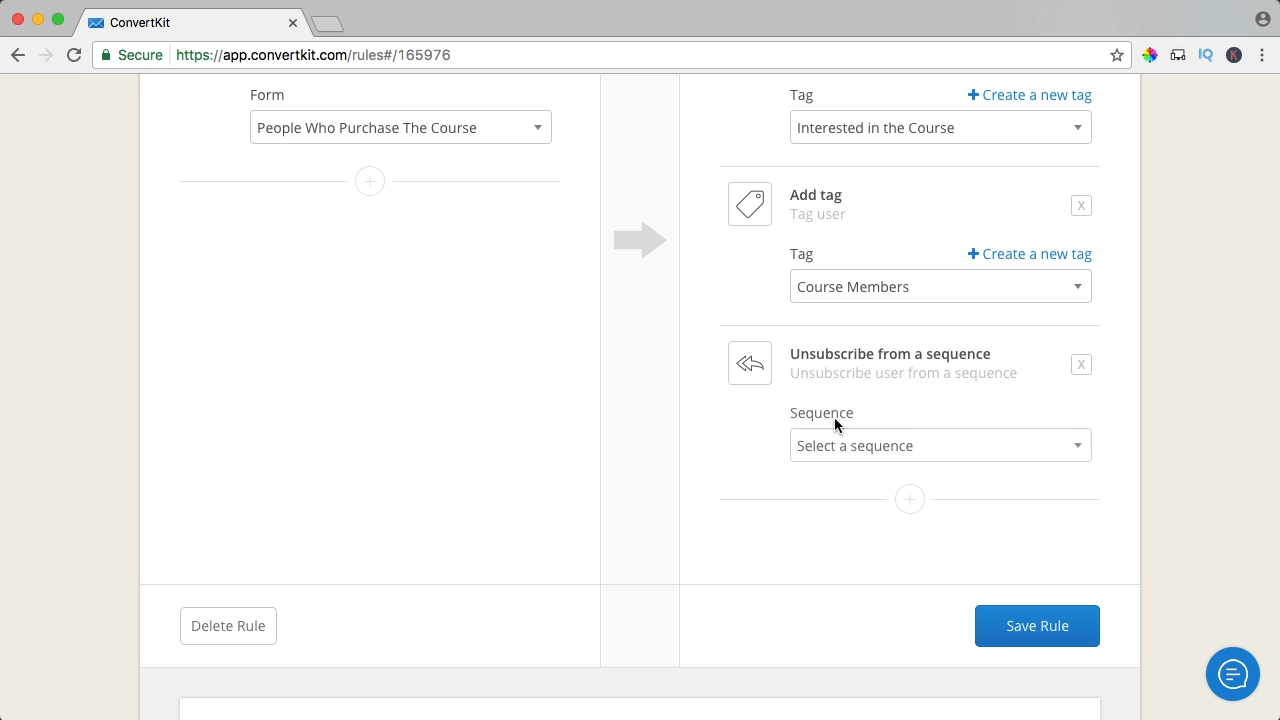 ConvertKit
Secure https://app.convertkit.com/rules#/165976
IQ K
Form
People Who Purchase The Course
Tag
+ Create a new tag
Interested in the Course
Add tag
Tag user
X
Tag
+ Create a new tag
Course Members
Unsubscribe from a sequence
Unsubscribe user from a sequence
X
Sequence
Select a sequence
Delete Rule
Save Rule